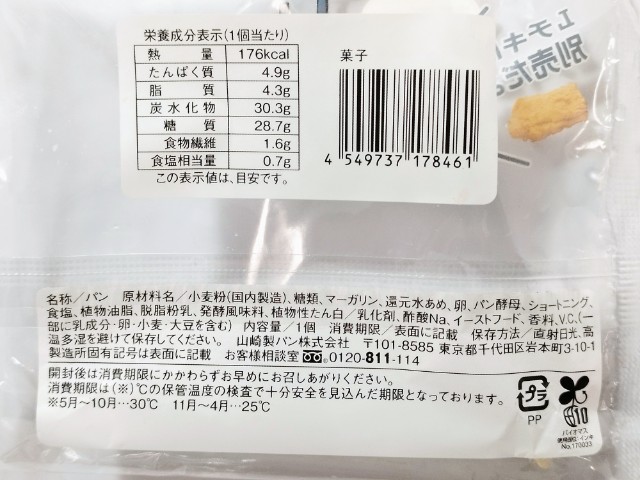 栄養成分表示(1個当たり)
熱量 176kcal
たんぱく質 4.9g
脂質 4.3g
炭水化物 30.3g
糖質 28.7g
食物繊維 1.6g
食塩相当量 0.7g
この表示値は、目安です。
菓子
4 549737 178461
エチキ
別売だよ
名称/パン 原材料名/小麦粉(国内製造)、糖類、マーガリン、還元水あめ、卵、パン酵母、ショートニング、
食塩、植物油脂、脱脂粉乳、発酵風味料、植物性たん白/乳化剤、酢酸Na、イーストフード、香料、V.C、(一
部に乳成分・卵・小麦・大豆を含む) 内容量/1個 消費期限/表面に記載 保存方法/直射日光、高
温多湿を避けて保存してください。 山崎製パン株式会社 〒101-8585 東京都千代田区岩本町3-10-1
製造所固有記号は表面に記載 お客様相談室 0120-811-114
開封後は消費期限にかかわらずお早めにお召しあがりください。
消費期限は(※)℃の保管温度の検査で十分安全を見込んだ期限となっております。
※5月～10月…30℃ 11月～4月…25℃
プラ
PP
10
バイオマス
No.170033